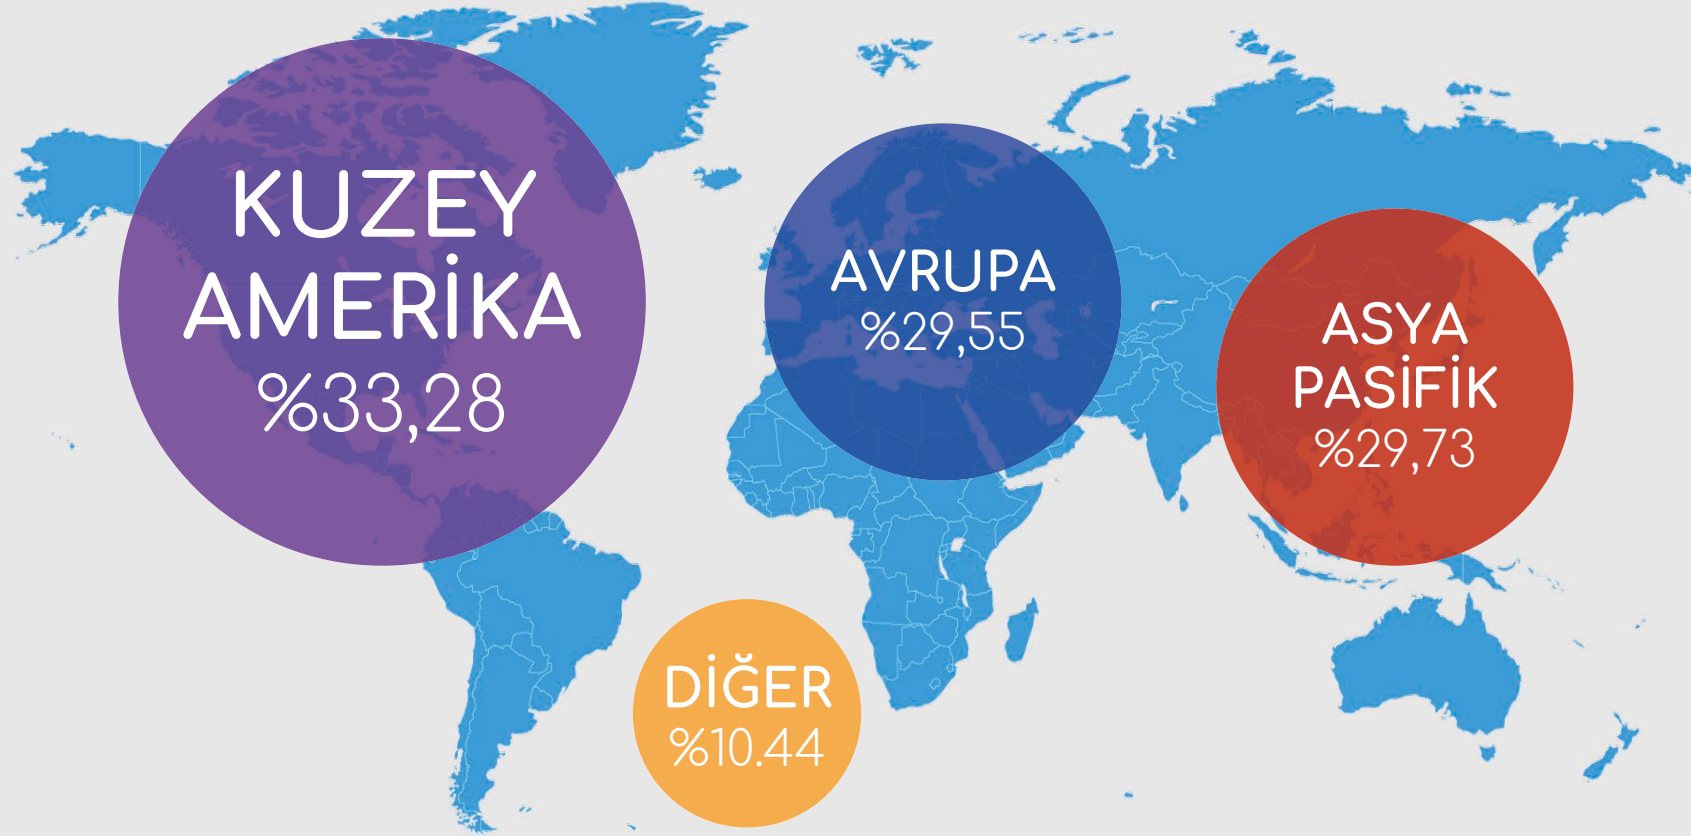 KUZEY
AMERİKA
%33,28
AVRUPA
%29,55
ASYA
PASİFİK
%29,73
DİĞER
%10.44